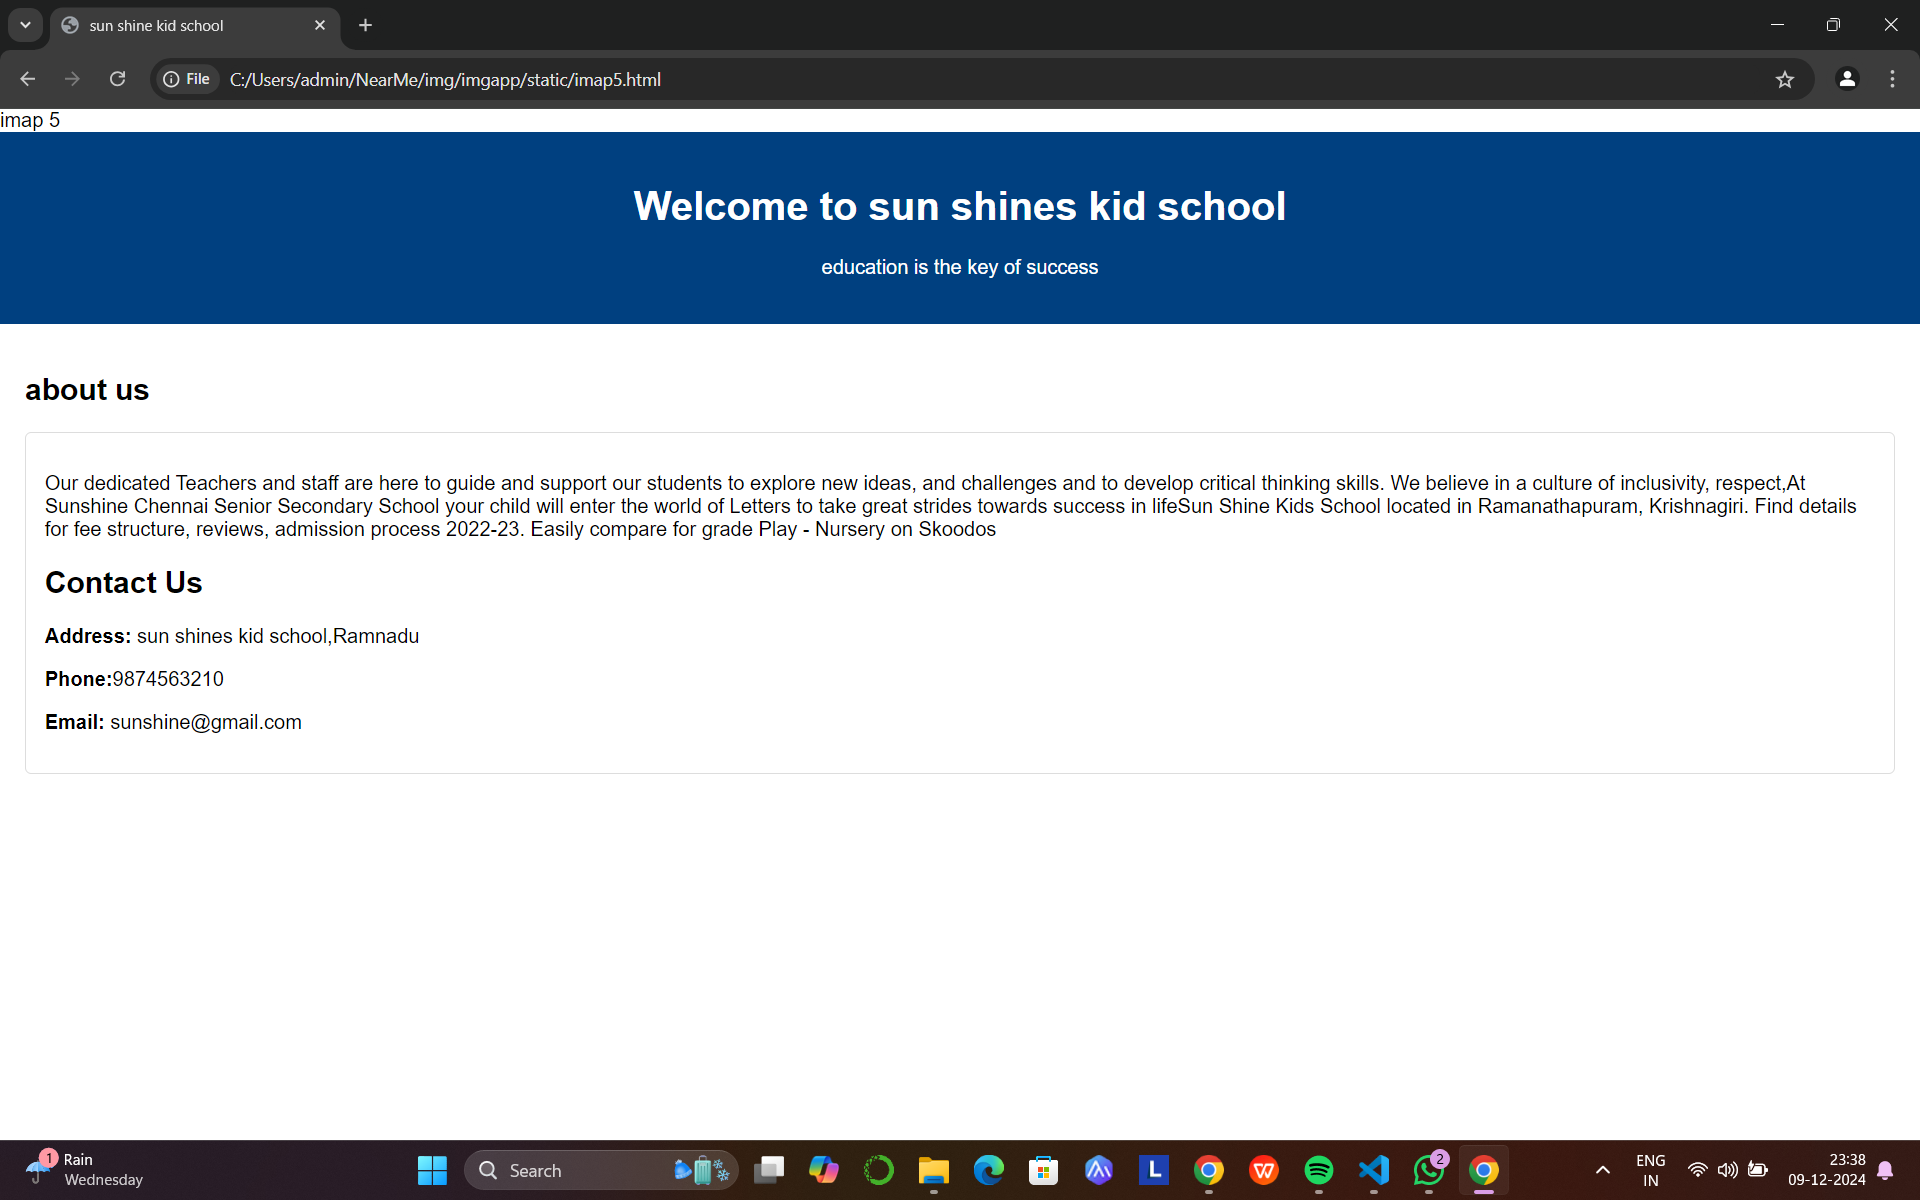 sun shine kid school
File
C:/Users/admin/NearMe/img/imgapp/static/imap5.html
imap 5
Welcome to sun shines kid school
education is the key of success
about us
Our dedicated Teachers and staff are here to guide and support our students to explore new ideas, and challenges and to develop critical thinking skills. We believe in a culture of inclusivity, respect,At
Sunshine Chennai Senior Secondary School your child will enter the world of Letters to take great strides towards success in lifeSun Shine Kids School located in Ramanathapuram, Krishnagiri. Find details
for fee structure, reviews, admission process 2022-23. Easily compare for grade Play - Nursery on Skoodos
Contact Us
Address: sun shines kid school,Ramnadu
Phone:9874563210
Email: sunshine@gmail.com
1
Rain
Wednesday
Search
L
W
2
ENG
IN
23:38
09-12-2024